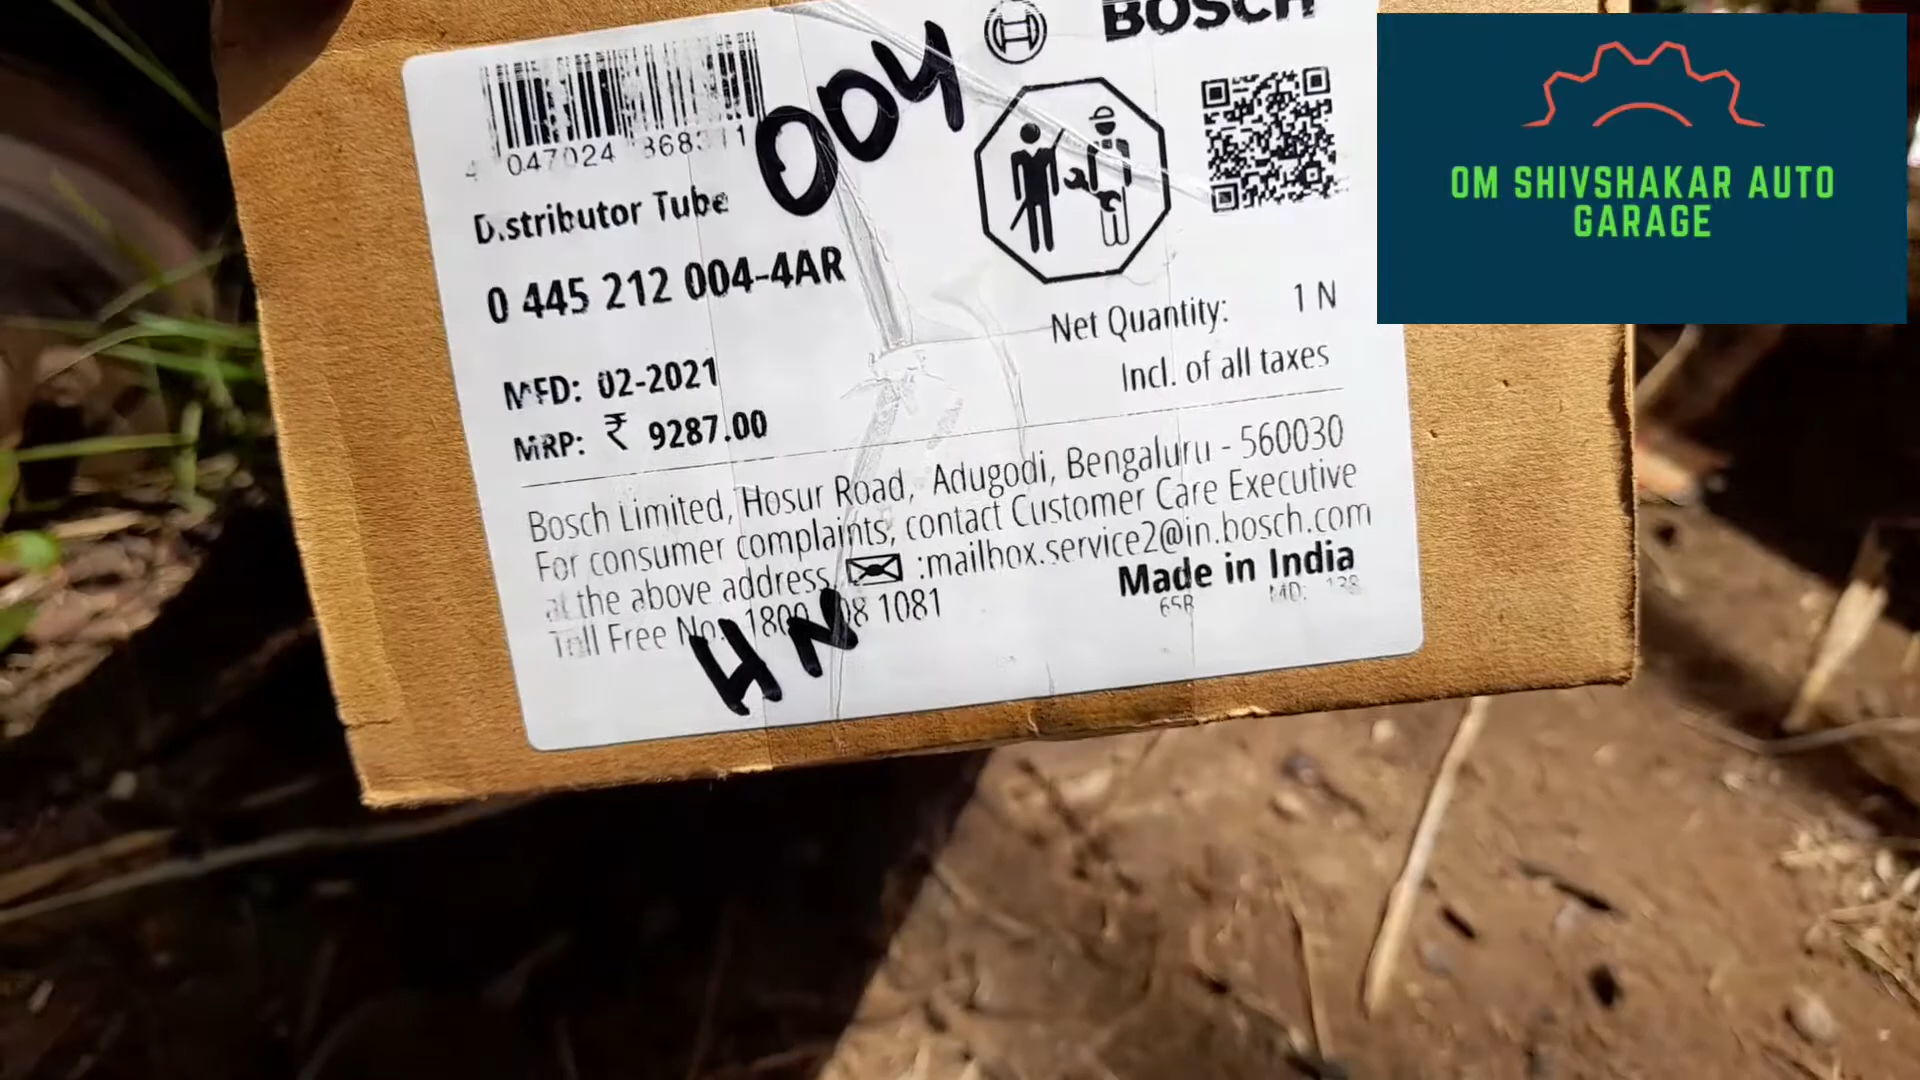 BOSCH
004
Distributor Tube
0 445 212 004-4AR
Net Quantity: 1 N
Incl. of all taxes
MFD: 02-2021
MRP: ₹ 9287.00
Bosch Limited, Hosur Road, Adugodi, Bengaluru - 560030
For consumer complaints, contact Customer Care Executive
at the above address, :mailbox.service2@in.bosch.com
Toll Free No: 1081
Made in India
65B MD:
HN
OM SHIVSHAKAR AUTO
GARAGE